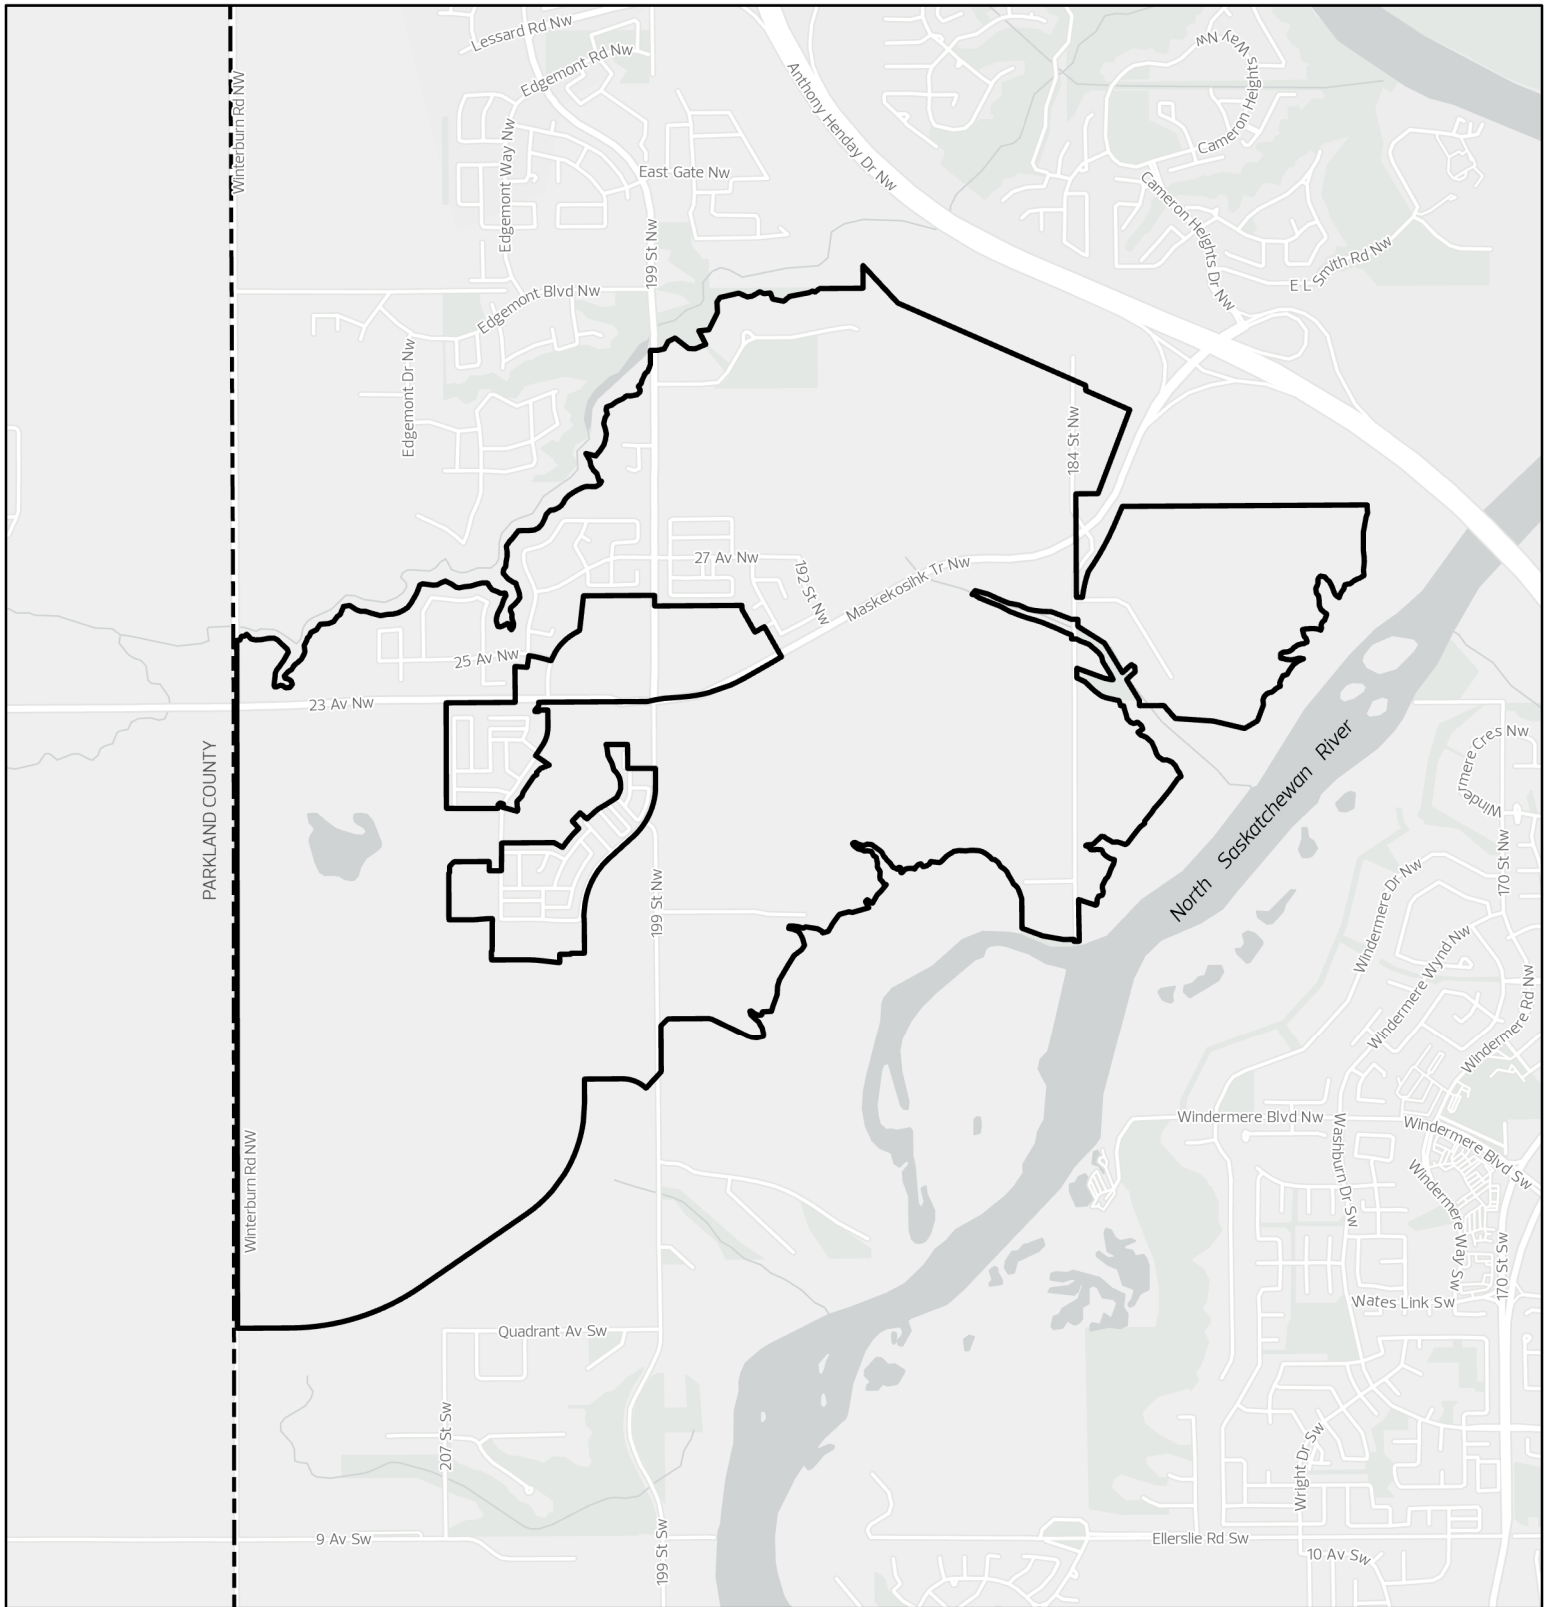 Lessard Rd Nw
Edgemont Rd Nw
Winterburn Rd NW
Anthony Henday Dr Nw
Cameron Heights Way Nw
Cameron Heights
Edgemont Way Nw
East Gate Nw
Cameron Heights Dr Nw
199 St Nw
E L Smith Rd Nw
Edgemont Blvd Nw
Edgemont Dr Nw
184 St Nw
27 Av Nw
192 St Nw
Maskekosihk Tr Nw
25 Av Nw
23 Av Nw
PARKLAND COUNTY
North Saskatchewan River
Windermere Cres Nw
170 St Nw
Windermere Dr Nw
199 St Nw
Windermere Wynd Nw
Windermere Rd Nw
Windermere Blvd Nw
Washburn Dr Sw
Windermere Blvd Sw
Winterburn Rd NW
Windermere Way Sw
170 St Sw
Wates Link Sw
Quadrant Av Sw
207 St Sw
Wright Dr Sw
9 Av Sw
199 St Sw
Ellerslie Rd Sw
10 Av Sw